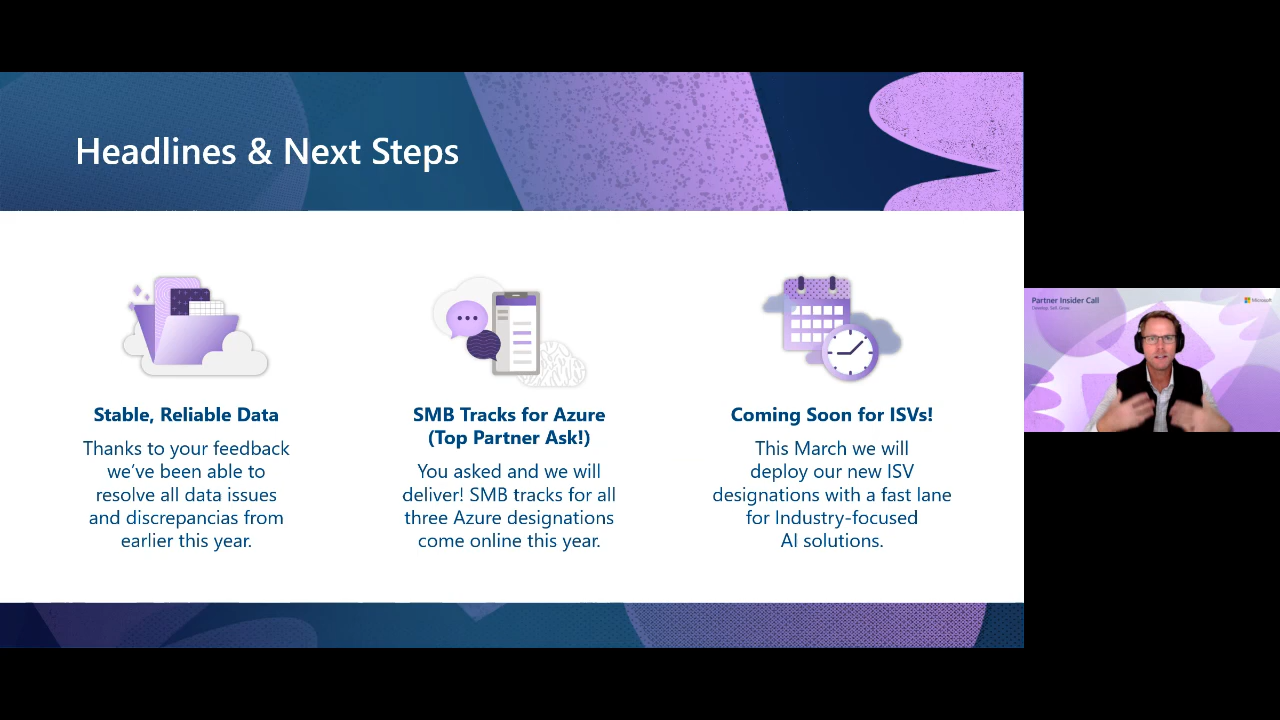 Headlines & Next Steps
Stable, Reliable Data
Thanks to your feedback
we've been able to
resolve all data issues
and discrepancias from
earlier this year.
SMB Tracks for Azure
(Top Partner Ask!)
You asked and we will
deliver! SMB tracks for all
three Azure designations
come online this year.
Coming Soon for ISVs!
This March we will
deploy our new ISV
designations with a fast lane
for Industry-focused
AI solutions.
Partner Insider Call
Develop. Sell. Grow.
Microsoft